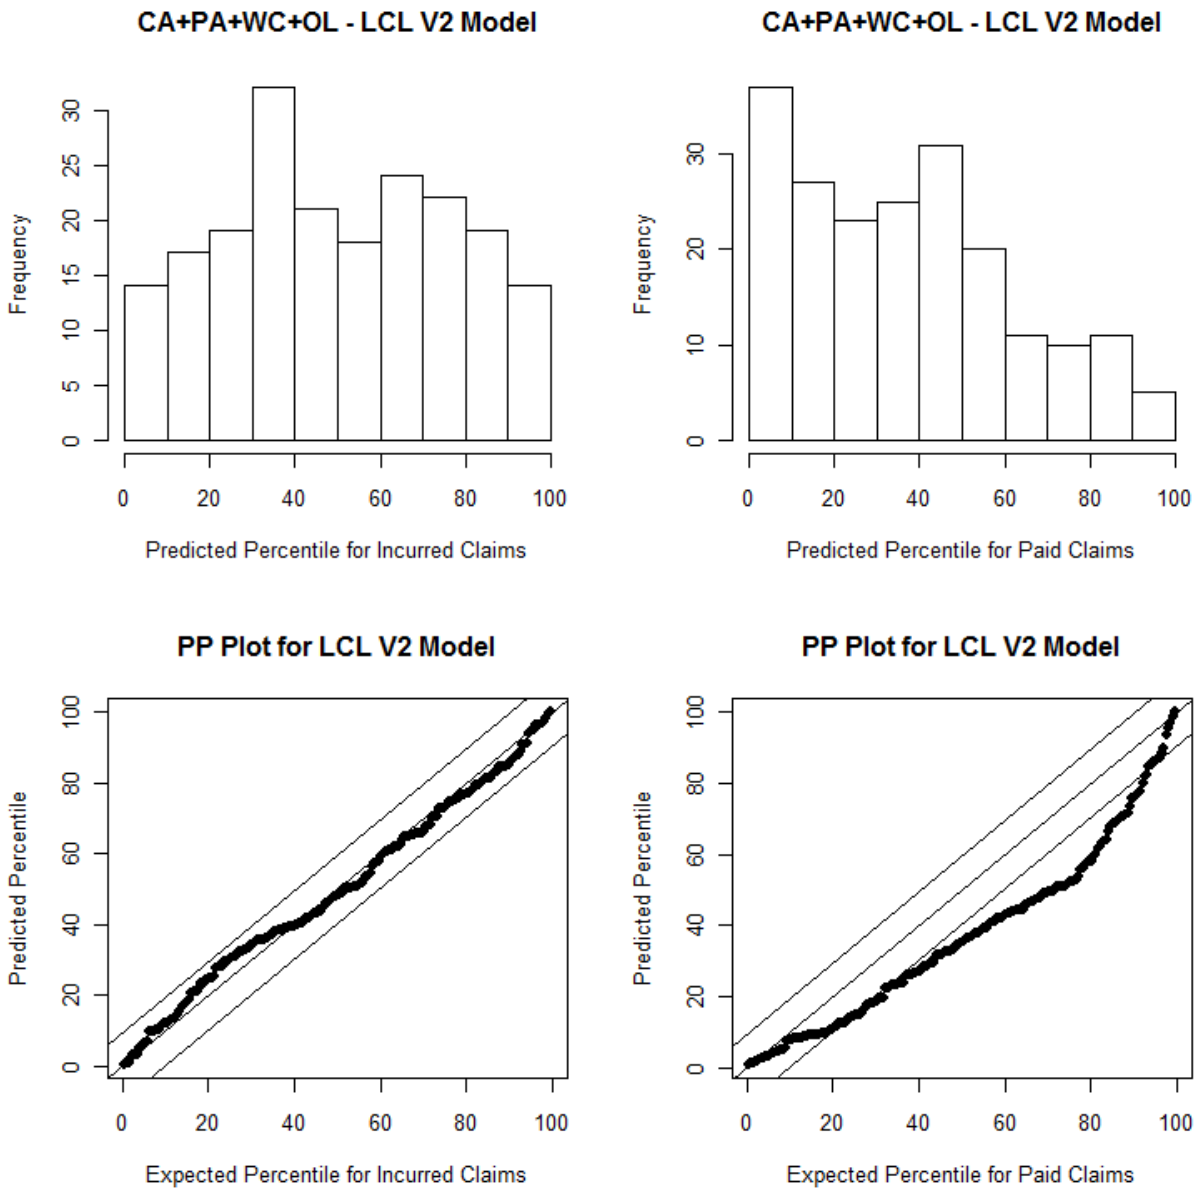 CA+PA+WC+OL - LCL V2 Model
30
25
20
15
10
5
0
Frequency
0 20 40 60 80 100
Predicted Percentile for Incurred Claims
CA+PA+WC+OL - LCL V2 Model
30
20
10
0
Frequency
0 20 40 60 80 100
Predicted Percentile for Paid Claims
PP Plot for LCL V2 Model
100
80
60
40
20
0
Predicted Percentile
0 20 40 60 80 100
Expected Percentile for Incurred Claims
PP Plot for LCL V2 Model
100
80
60
40
20
0
Predicted Percentile
0 20 40 60 80 100
Expected Percentile for Paid Claims